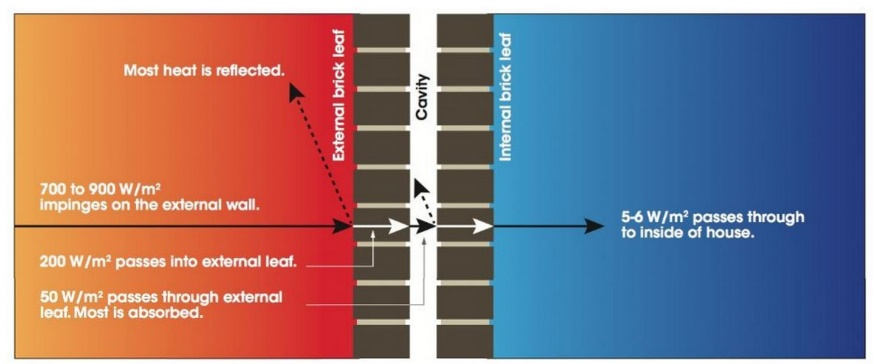 Most heat is reflected.
External brick leaf
Cavity
Internal brick leaf
700 to 900 W/m²
impinges on the external wall.
5-6 W/m² passes through
to inside of house.
200 W/m² passes into external leaf.
50 W/m² passes through external
leaf. Most is absorbed.